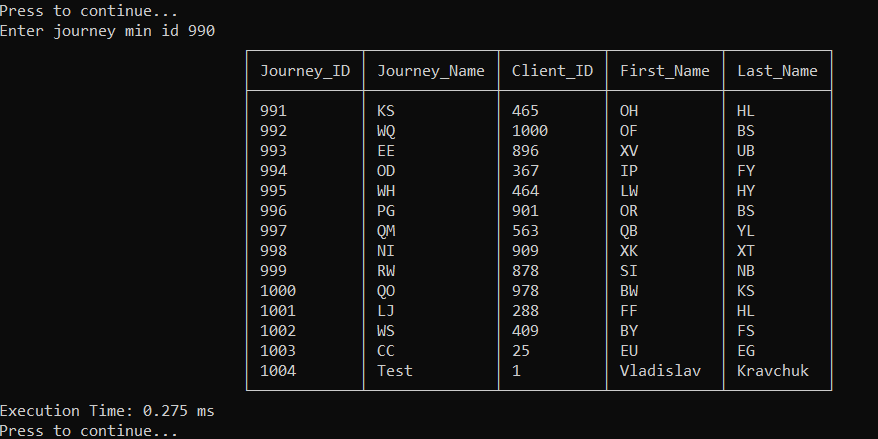 Press to continue...
Enter journey min id 990
Journey_ID Journey_Name Client_ID First_Name Last_Name
991 KS 465 OH HL
992 WQ 1000 OF BS
993 EE 896 XV UB
994 OD 367 IP FY
995 WH 464 LW HY
996 PG 901 OR BS
997 QM 563 QB YL
998 NI 909 XK XT
999 RW 878 SI NB
1000 QO 978 BW KS
1001 LJ 288 FF HL
1002 WS 409 BY FS
1003 CC 25 EU EG
1004 Test 1 Vladislav Kravchuk
Execution Time: 0.275 ms
Press to continue...